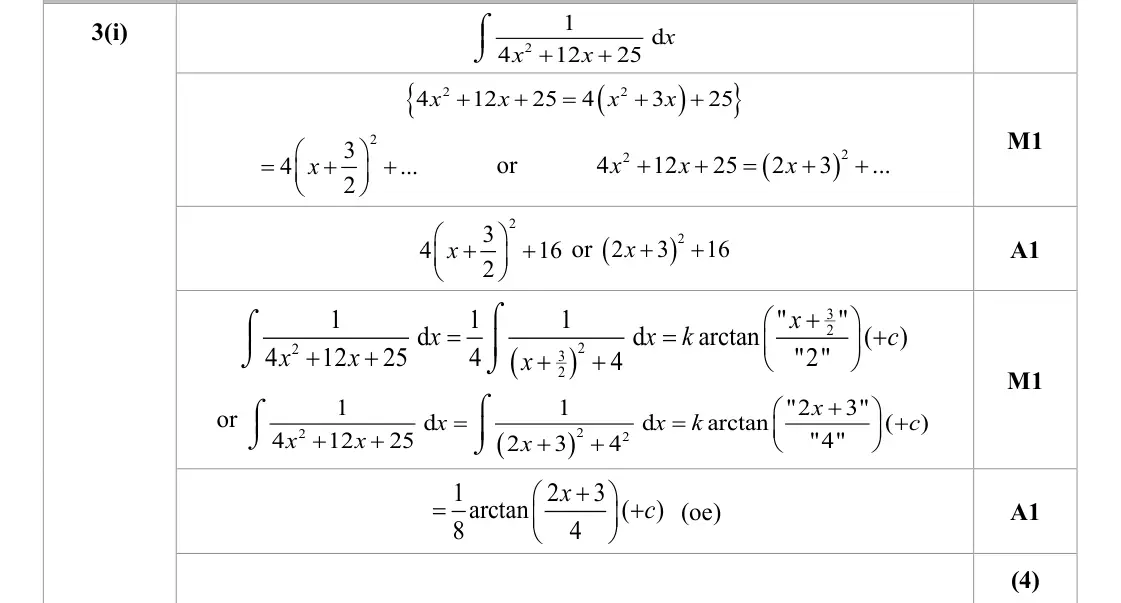 3(i) ∫ 1/(4x² + 12x + 25) dx
{4x² + 12x + 25 = 4(x² + 3x) + 25}
= 4(x + 3/2)² + ... or 4x² + 12x + 25 = (2x + 3)² + ... M1
4(x + 3/2)² + 16 or (2x + 3)² + 16 A1
∫ 1/(4x² + 12x + 25) dx = 1/4 ∫ 1/((x + 3/2)² + 4) dx = k arctan("x + 3/2"/"2")(+c)
M1
or ∫ 1/(4x² + 12x + 25) dx = ∫ 1/((2x + 3)² + 4²) dx = k arctan("2x + 3"/"4")(+c)
= 1/8 arctan((2x + 3)/4)(+c) (oe) A1
(4)